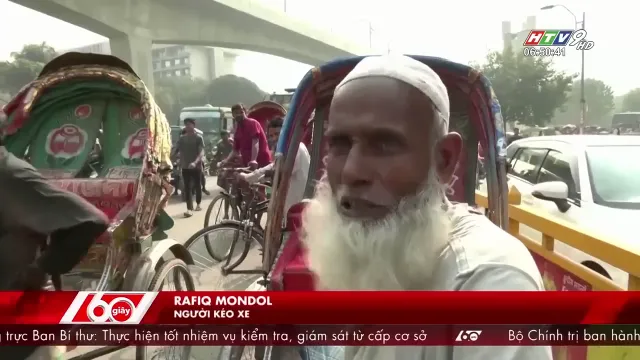 HTV9 HD
06:50:41
60 giây
RAFIQ MONDOL
NGƯỜI KÉO XE
g trực Ban Bí thư: Thực hiện tốt nhiệm vụ kiểm tra, giám sát từ cấp cơ sở
Bộ Chính trị ban hành